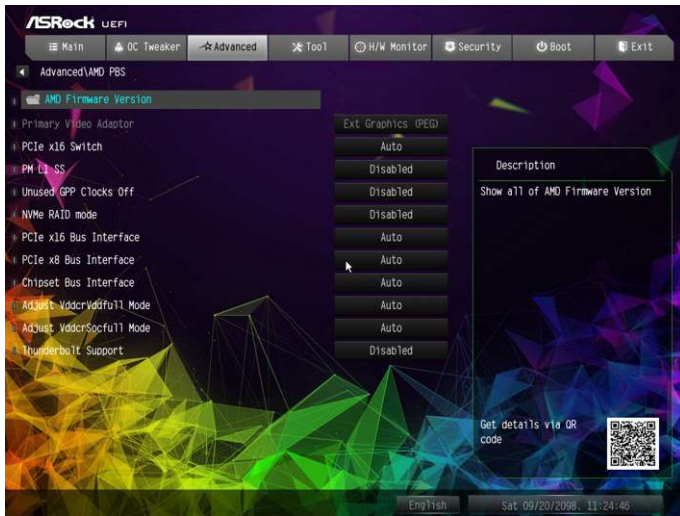 ASRock UEFI
Main
OC Tweaker
Advanced
Tool
H/W Monitor
Security
Boot
Exit
Advanced\AMD PBS
AMD Firmware Version
Primary Video Adaptor Ext Graphics (PEG)
PCIe x16 Switch Auto
PM L1 SS Disabled
Unused GPP Clocks Off Disabled
NVMe RAID mode Disabled
PCIe x16 Bus Interface Auto
PCIe x8 Bus Interface Auto
Chipset Bus Interface Auto
Adjust VddcrVddfull Mode Auto
Adjust VddcrSocfull Mode Auto
Thunderbolt Support Disabled
Description
Show all of AMD Firmware Version
Get details via QR
code
English
Sat 09/20/2098. 11:24:46